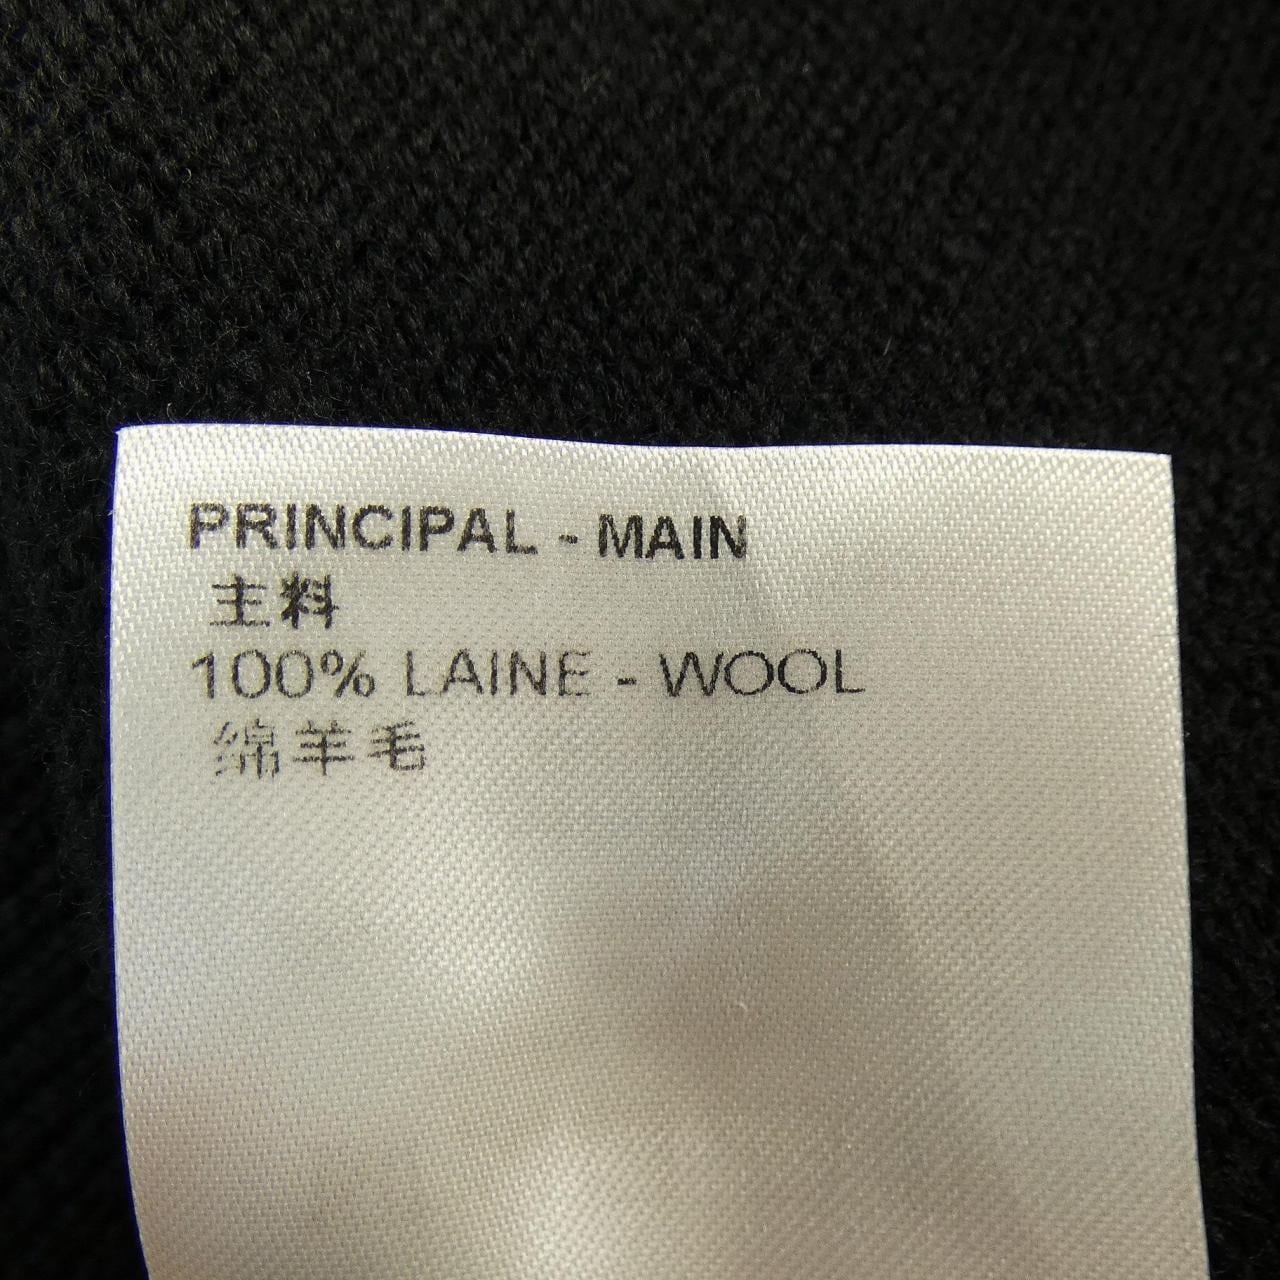 PRINCIPAL - MAIN
主料
100% LAINE - WOOL
绵羊毛